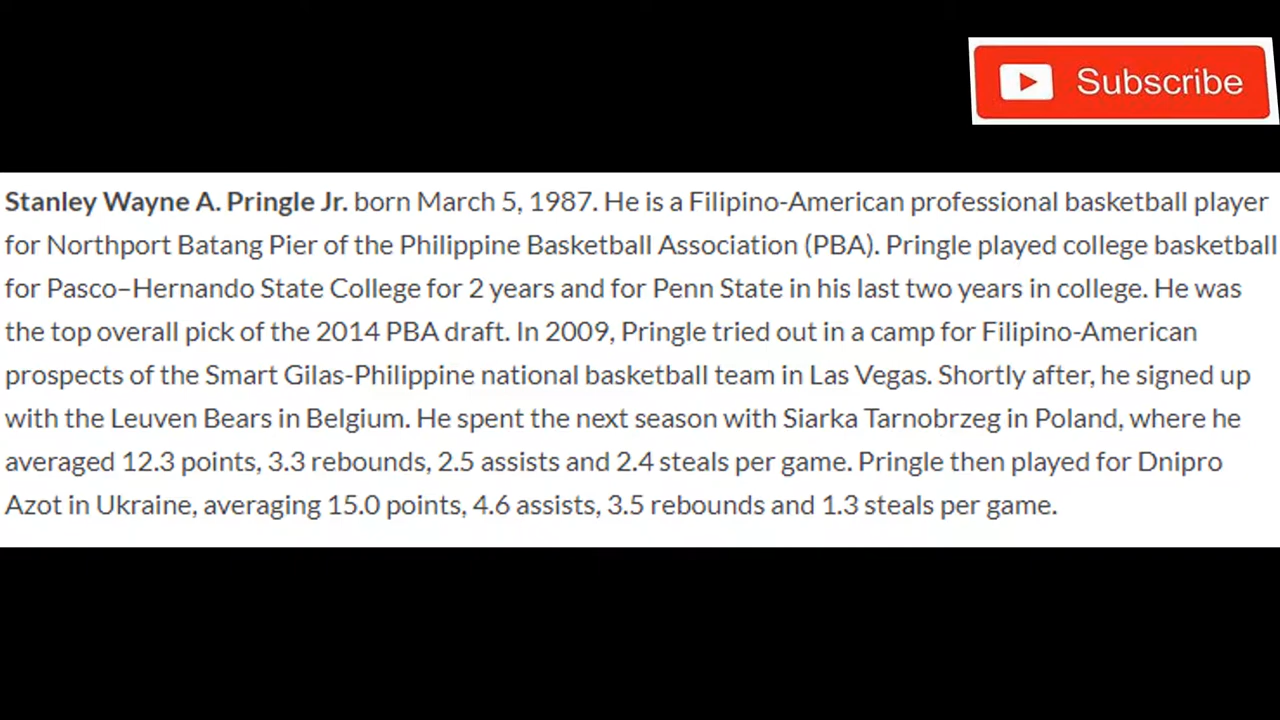 Subscribe
Stanley Wayne A. Pringle Jr. born March 5, 1987. He is a Filipino-American professional basketball player
for Northport Batang Pier of the Philippine Basketball Association (PBA). Pringle played college basketball
for Pasco–Hernando State College for 2 years and for Penn State in his last two years in college. He was
the top overall pick of the 2014 PBA draft. In 2009, Pringle tried out in a camp for Filipino-American
prospects of the Smart Gilas-Philippine national basketball team in Las Vegas. Shortly after, he signed up
with the Leuven Bears in Belgium. He spent the next season with Siarka Tarnobrzeg in Poland, where he
averaged 12.3 points, 3.3 rebounds, 2.5 assists and 2.4 steals per game. Pringle then played for Dnipro
Azot in Ukraine, averaging 15.0 points, 4.6 assists, 3.5 rebounds and 1.3 steals per game.